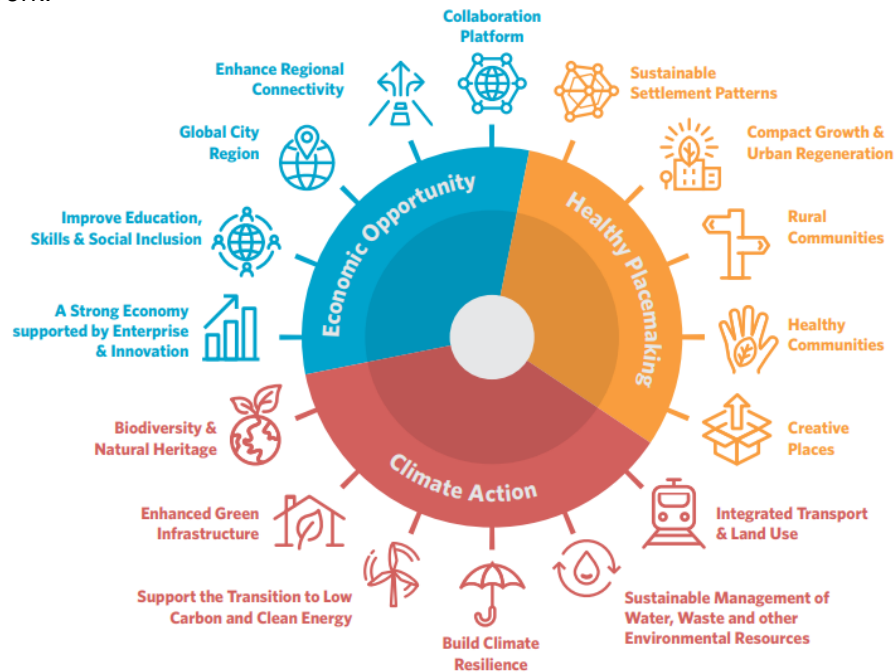 Collaboration
Platform
Enhance Regional
Connectivity
Global City
Region
Improve Education,
Skills & Social Inclusion
A Strong Economy
supported by Enterprise
& Innovation
Economic Opportunity
Sustainable
Settlement Patterns
Compact Growth &
Urban Regeneration
Rural
Communities
Healthy
Communities
Creative
Places
Healthy Placemaking
Integrated Transport
& Land Use
Sustainable Management of
Water, Waste and other
Environmental Resources
Build Climate
Resilience
Support the Transition to Low
Carbon and Clean Energy
Enhanced Green
Infrastructure
Biodiversity &
Natural Heritage
Climate Action